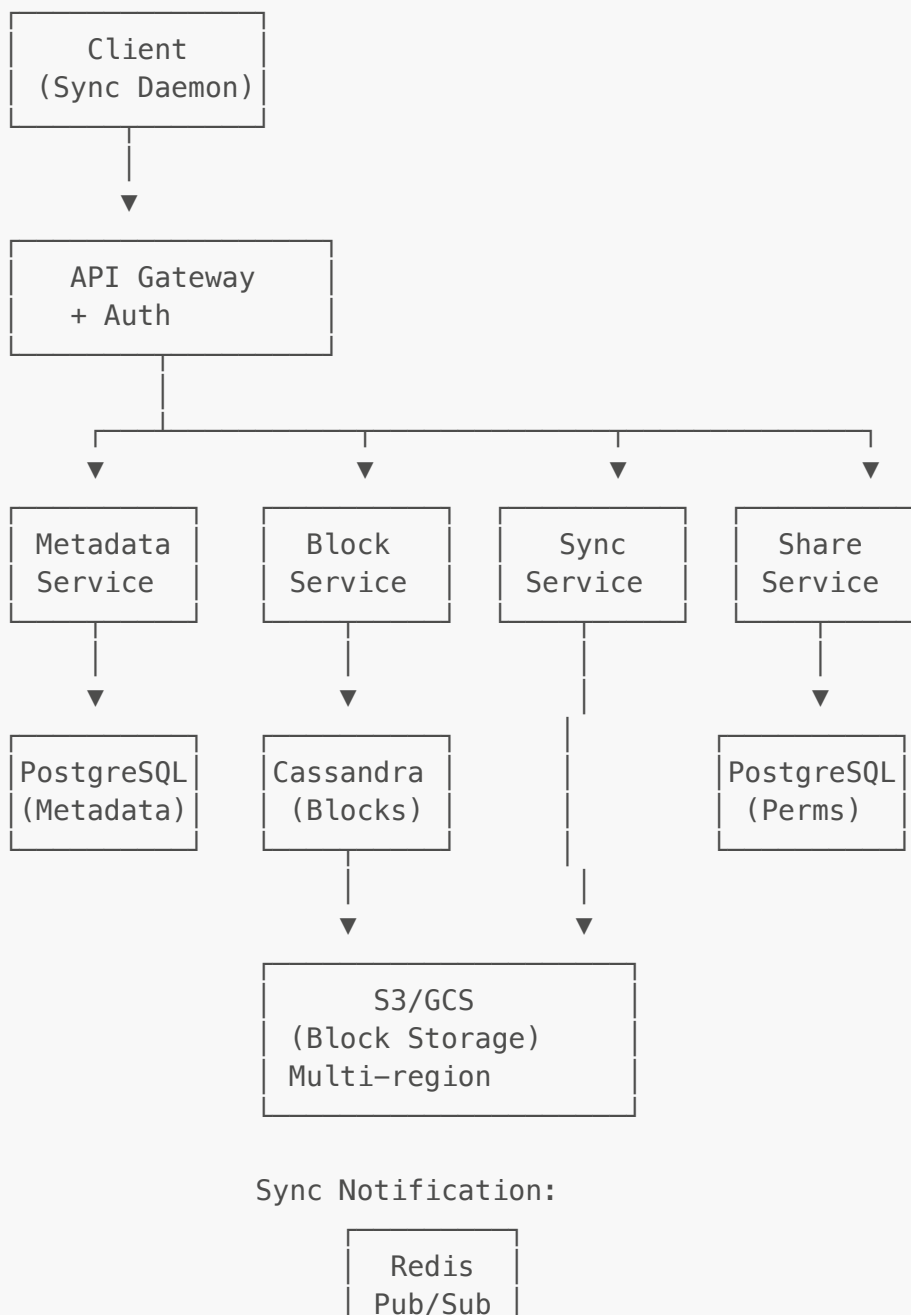 Client
(Sync Daemon)
API Gateway
+ Auth
Metadata
Service
Block
Service
Sync
Service
Share
Service
PostgreSQL
(Metadata)
Cassandra
(Blocks)
PostgreSQL
(Perms)
S3/GCS
(Block Storage)
Multi-region
Sync Notification:
Redis
Pub/Sub